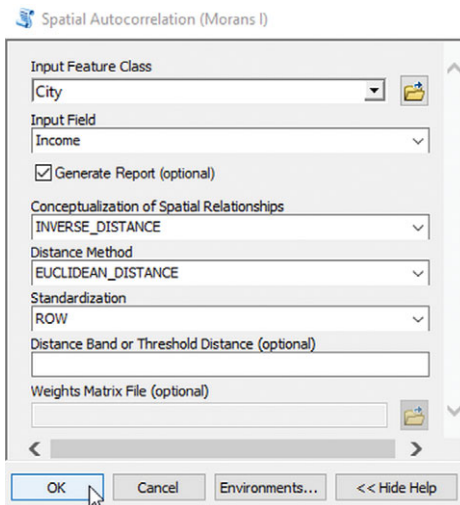 Spatial Autocorrelation (Morans I)
Input Feature Class
City
Input Field
Income
Generate Report (optional)
Conceptualization of Spatial Relationships
INVERSE_DISTANCE
Distance Method
EUCLIDEAN_DISTANCE
Standardization
ROW
Distance Band or Threshold Distance (optional)
Weights Matrix File (optional)
OK Cancel Environments... << Hide Help